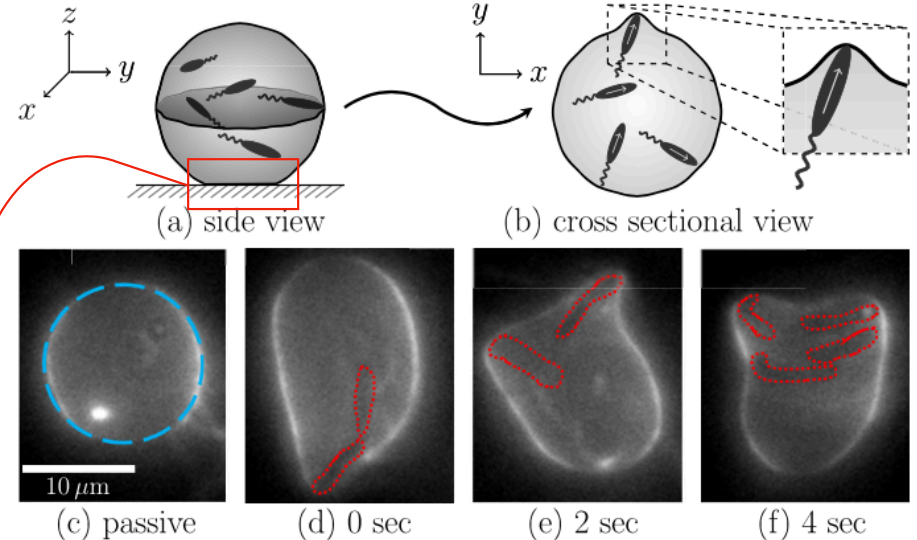 z
y
x
(a) side view
y
x
(b) cross sectional view
10 μm
(c) passive
(d) 0 sec
(e) 2 sec
(f) 4 sec